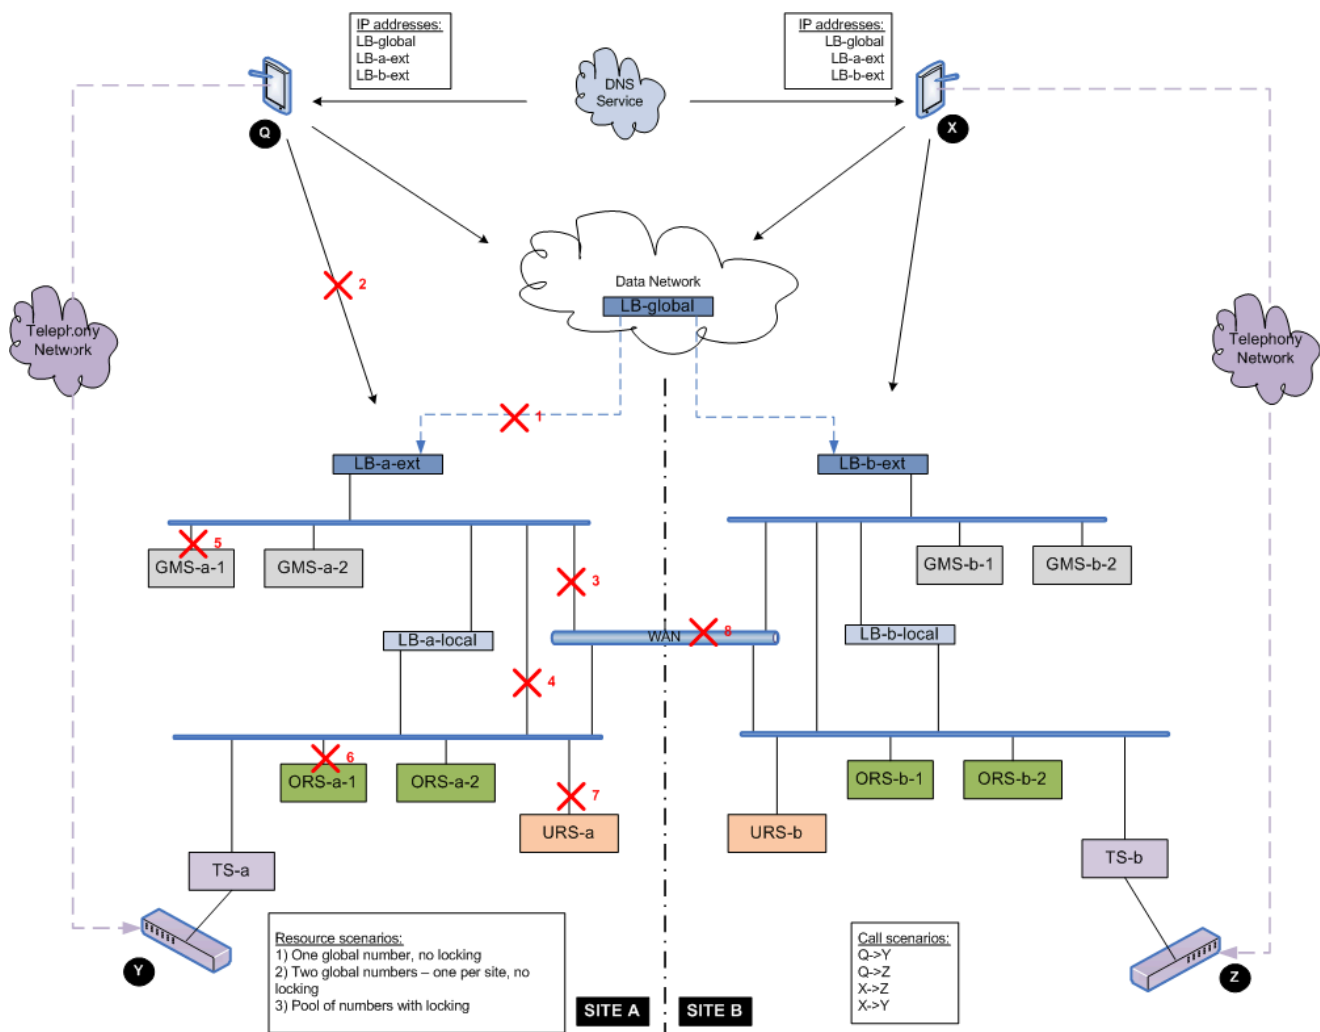 IP addresses:
LB-global
LB-a-ext
LB-b-ext
IP addresses:
LB-global
LB-a-ext
LB-b-ext
DNS
Service
Q
X
2
Data Network
LB-global
Telephony
Network
Telephony
Network
1
LB-a-ext
LB-b-ext
5
GMS-a-1
GMS-a-2
3
GMS-b-1
GMS-b-2
LB-a-local
WAN
8
LB-b-local
4
6
ORS-a-1
ORS-a-2
7
ORS-b-1
ORS-b-2
URS-a
URS-b
TS-a
TS-b
Resource scenarios:
1) One global number, no locking
2) Two global numbers – one per site, no
locking
3) Pool of numbers with locking
Call scenarios:
Q->Y
Q->Z
X->Z
X->Y
Y
Z
SITE A
SITE B